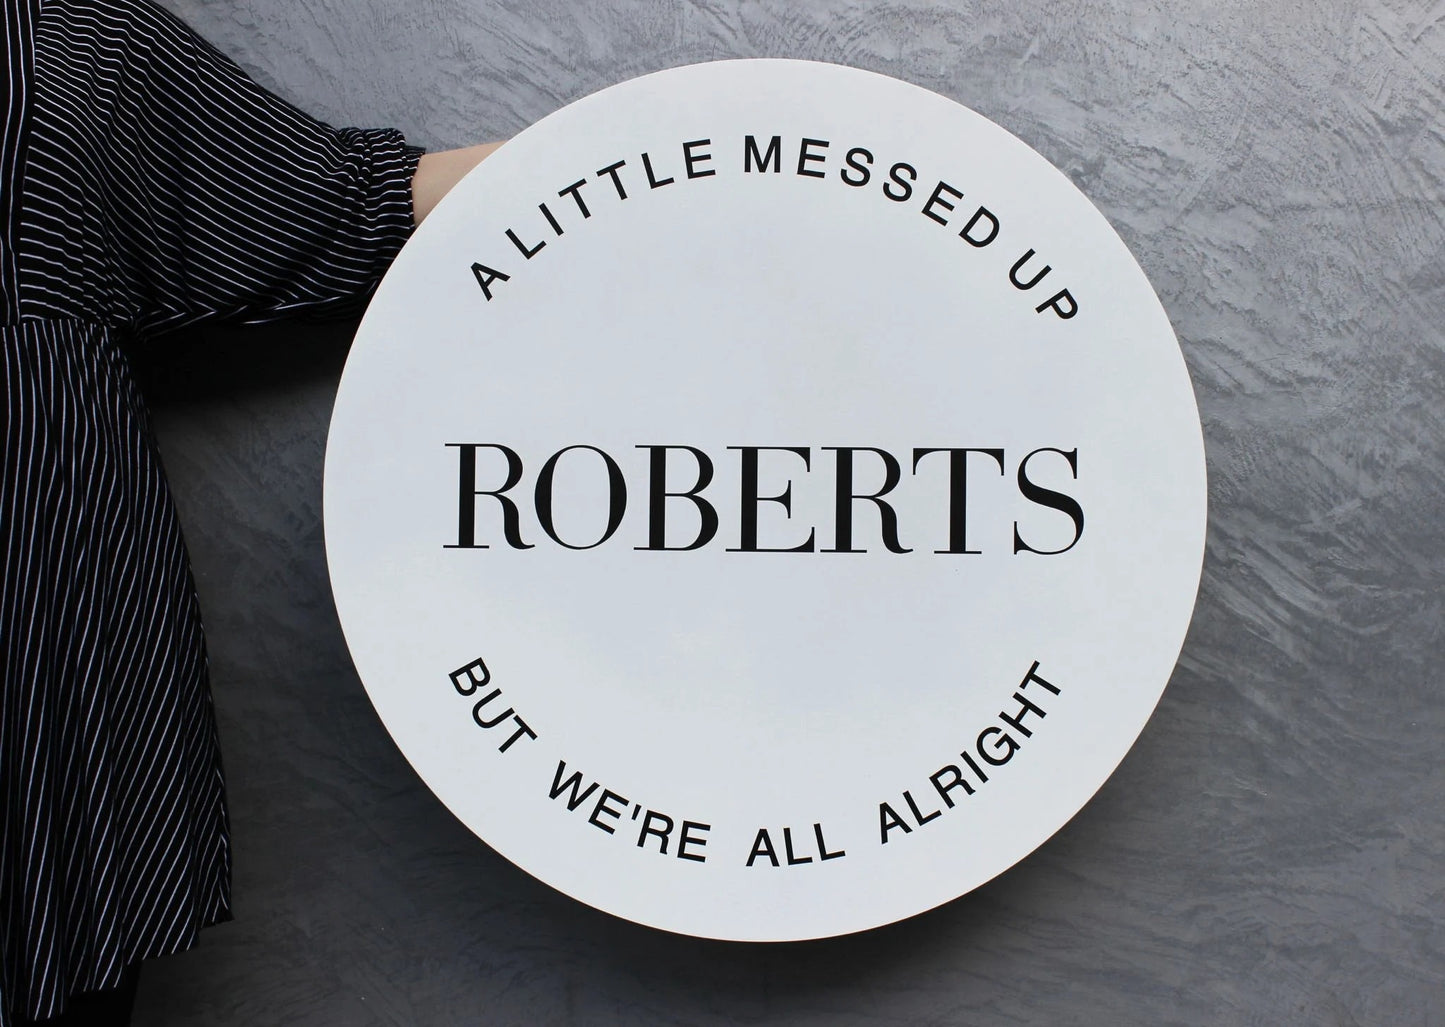 A LITTLE MESSED UP
ROBERTS
BUT WE'RE ALL ALRIGHT